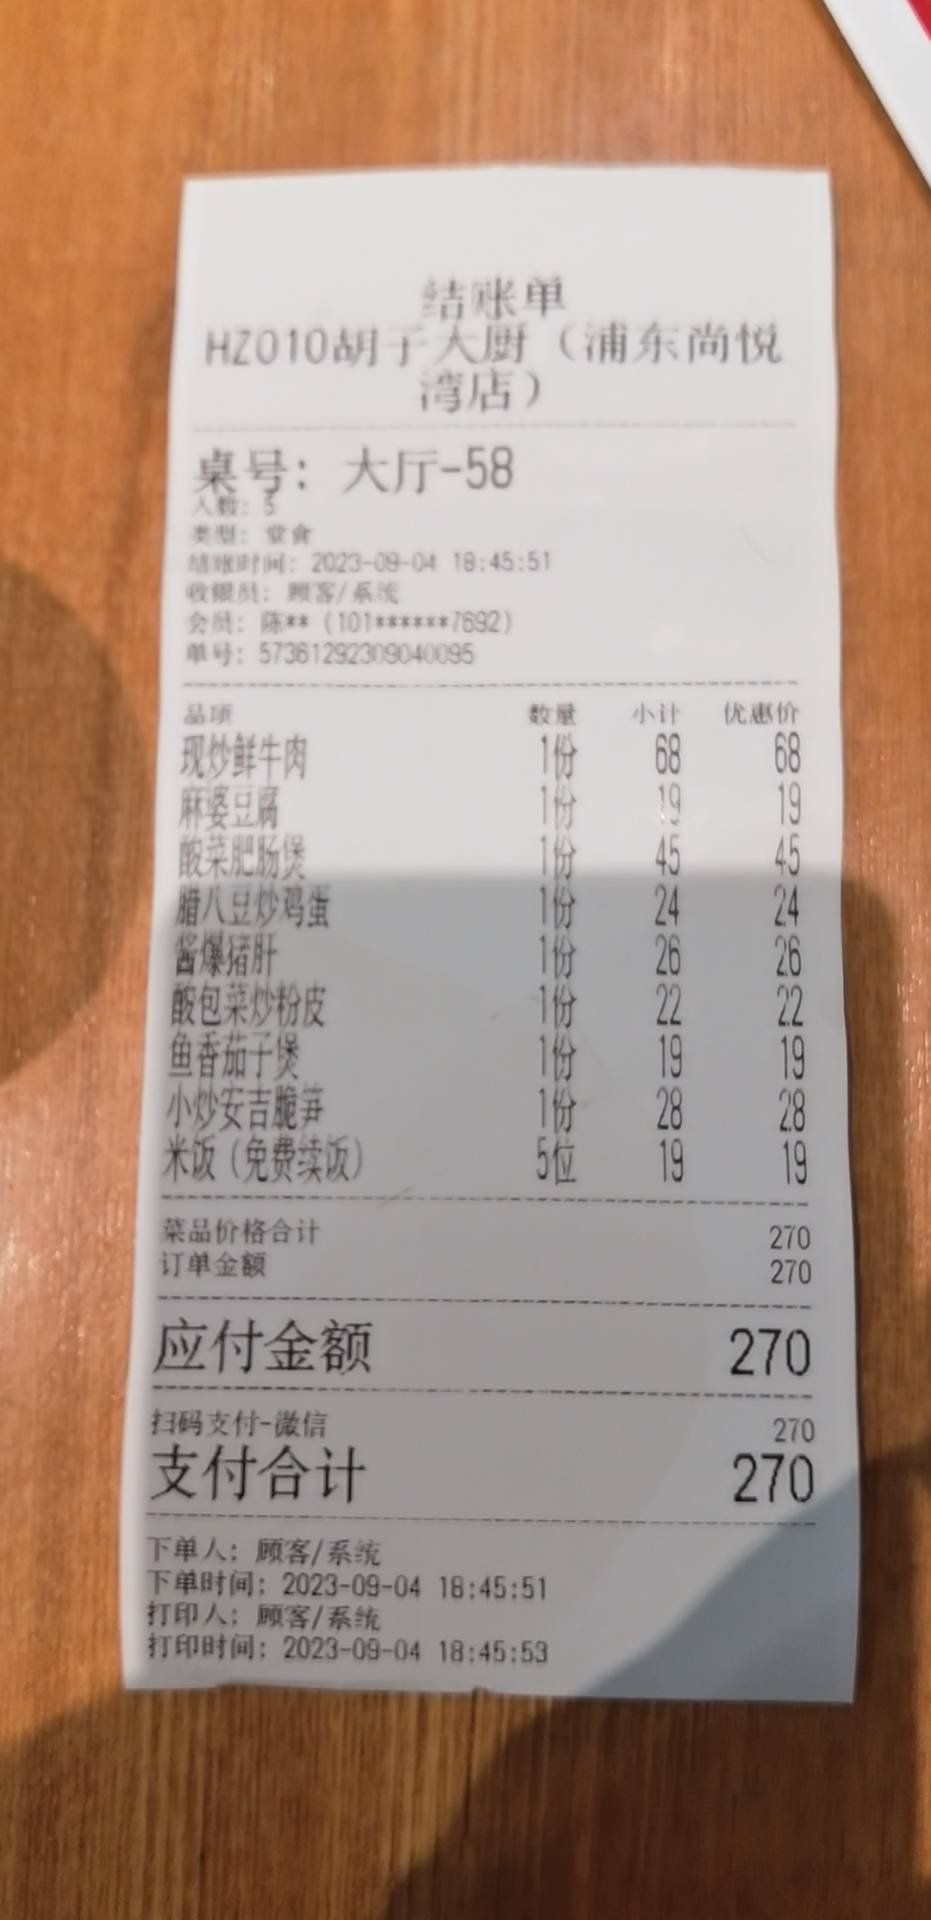 结账单
HZ010胡子大厨（浦东尚悦
湾店）
桌号：大厅-58
人数：5
类型：堂食
结账时间：2023-09-04 18:45:51
收银员：顾客/系统
会员：陈**（101******7692）
单号：57361292309040095
品项 数量 小计 优惠价
现炒鲜牛肉 1份 68 68
麻婆豆腐 1份 19 19
酸菜肥肠煲 1份 45 45
腊八豆炒鸡蛋 1份 24 24
酱爆猪肝 1份 26 26
酸包菜炒粉皮 1份 22 22
鱼香茄子煲 1份 19 19
小炒安吉脆笋 1份 28 28
米饭（免费续饭） 5位 19 19
菜品价格合计 270
订单金额 270
应付金额 270
扫码支付-微信 270
支付合计 270
下单人：顾客/系统
下单时间：2023-09-04 18:45:51
打印人：顾客/系统
打印时间：2023-09-04 18:45:53